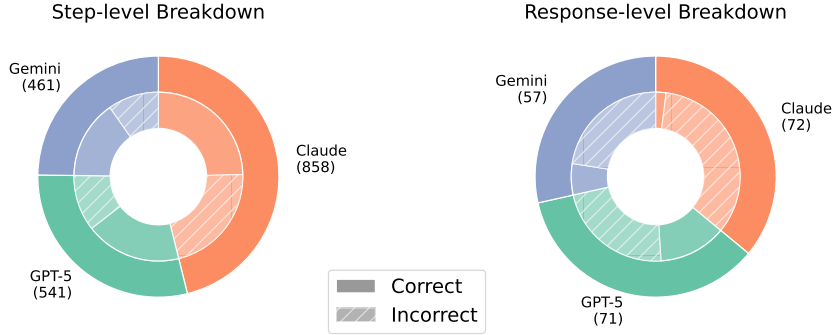 Step-level Breakdown
Gemini
(461)
Claude
(858)
GPT-5
(541)
Response-level Breakdown
Gemini
(57)
Claude
(72)
GPT-5
(71)
Correct
Incorrect